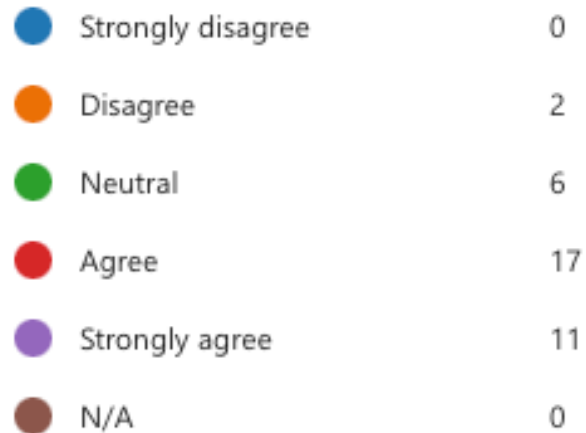 Strongly disagree 0
Disagree 2
Neutral 6
Agree 17
Strongly agree 11
N/A 0